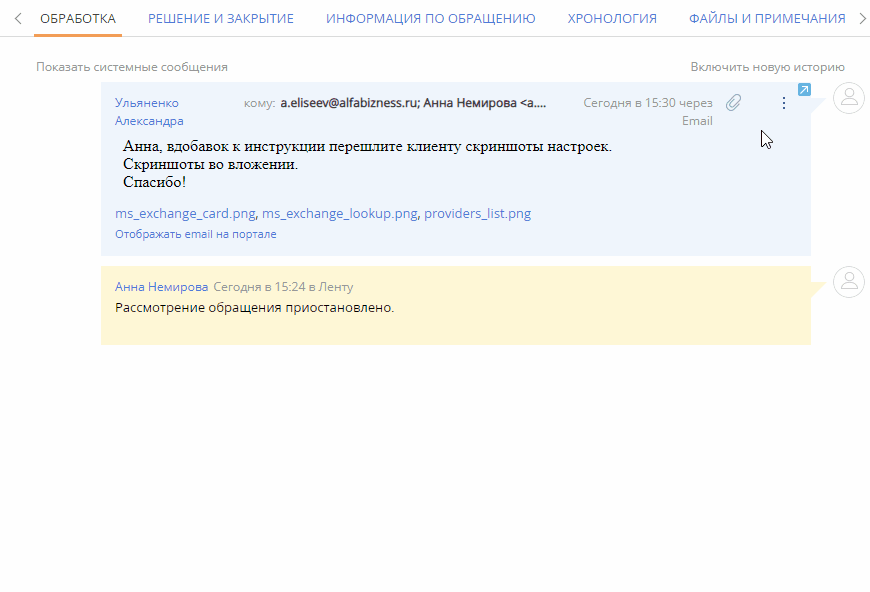 ОБРАБОТКА РЕШЕНИЕ И ЗАКРЫТИЕ ИНФОРМАЦИЯ ПО ОБРАЩЕНИЮ ХРОНОЛОГИЯ ФАЙЛЫ И ПРИМЕЧАНИЯ
Показать системные сообщения Включить новую историю
Ульяненко кому: a.eliseev@alfabizness.ru; Анна Немирова <a.... Сегодня в 15:30 через
Александра Email
Анна, вдобавок к инструкции перешлите клиенту скриншоты настроек.
Скриншоты во вложении.
Спасибо!
ms_exchange_card.png, ms_exchange_lookup.png, providers_list.png
Отображать email на портале
Анна Немирова Сегодня в 15:24 в Ленту
Рассмотрение обращения приостановлено.